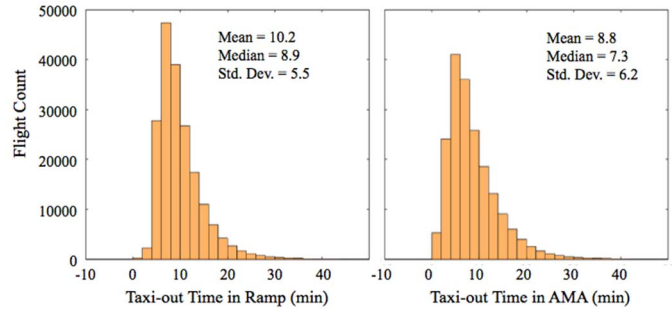 50000
40000
30000
20000
10000
0
Flight Count
Mean = 10.2
Median = 8.9
Std. Dev. = 5.5
-10 0 10 20 30 40
Taxi-out Time in Ramp (min)
Mean = 8.8
Median = 7.3
Std. Dev. = 6.2
-10 0 10 20 30 40
Taxi-out Time in AMA (min)